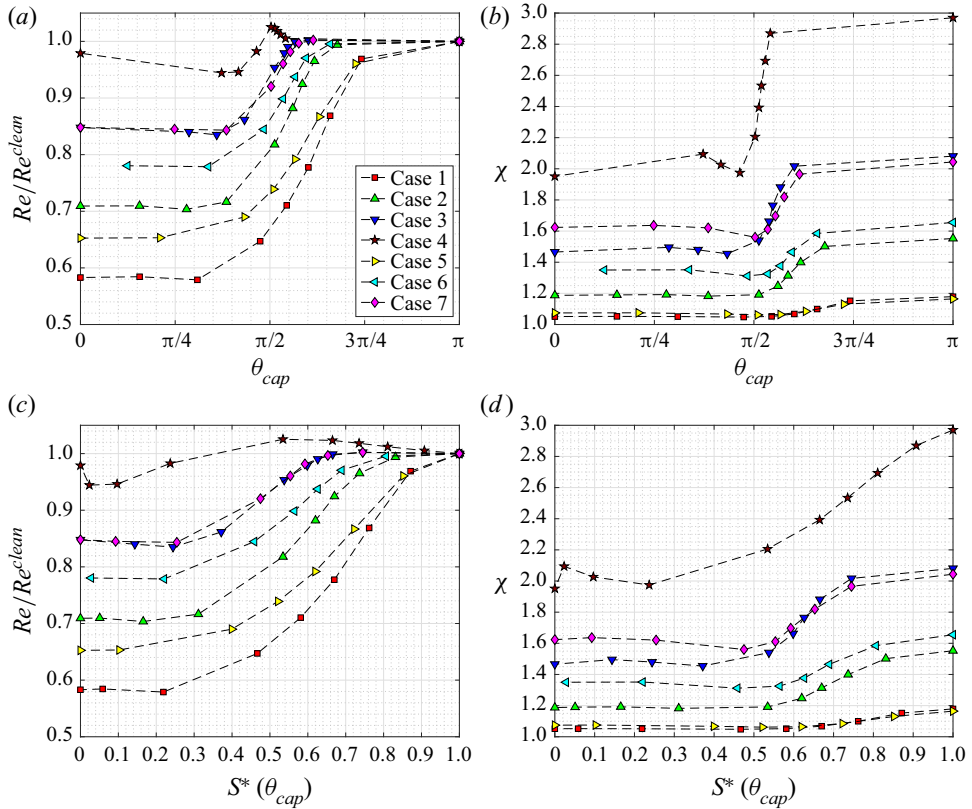 (a)
Re/Re^clean
1.0
0.9
0.8
0.7
0.6
0.5
0
π/4
π/2
3π/4
π
θ_cap
Case 1
Case 2
Case 3
Case 4
Case 5
Case 6
Case 7
(b)
χ
3.0
2.8
2.6
2.4
2.2
2.0
1.8
1.6
1.4
1.2
1.0
0
π/4
π/2
3π/4
π
θ_cap
(c)
Re/Re^clean
1.0
0.9
0.8
0.7
0.6
0.5
0
0.1
0.2
0.3
0.4
0.5
0.6
0.7
0.8
0.9
1.0
S* (θ_cap)
(d)
χ
3.0
2.8
2.6
2.4
2.2
2.0
1.8
1.6
1.4
1.2
1.0
0
0.1
0.2
0.3
0.4
0.5
0.6
0.7
0.8
0.9
1.0
S* (θ_cap)